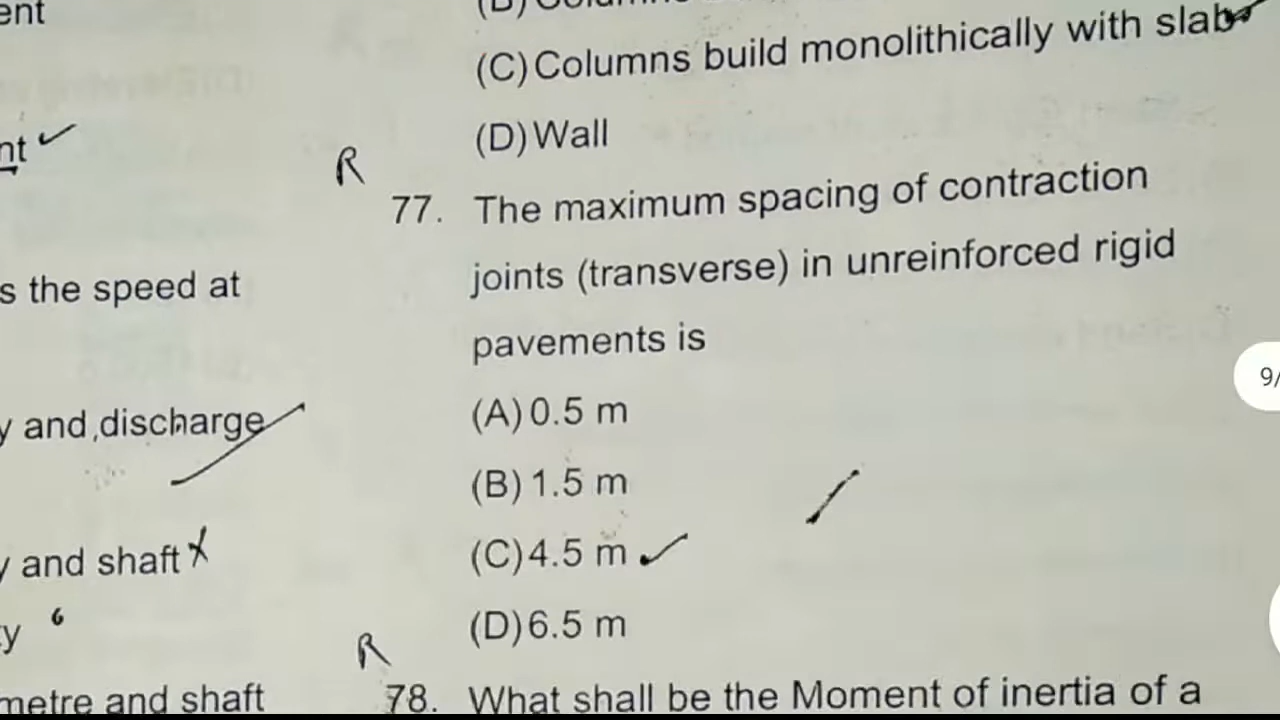 ent
nt
s the speed at
y and discharge
y and shaft x
y 6
metre and shaft
(C) Columns build monolithically with slab
(D) Wall
R
77. The maximum spacing of contraction
joints (transverse) in unreinforced rigid
pavements is
(A) 0.5 m
(B) 1.5 m
(C) 4.5 m
(D) 6.5 m
R
78. What shall be the Moment of inertia of a
9/